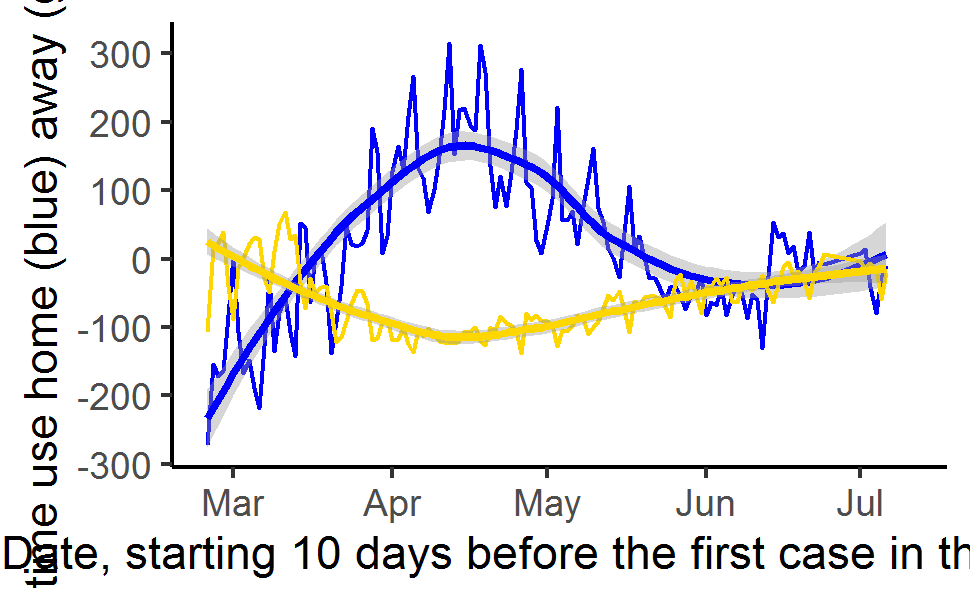 time use home (blue) away (g
300
200
100
0
-100
-200
-300
Mar Apr May Jun Jul
Date, starting 10 days before the first case in th